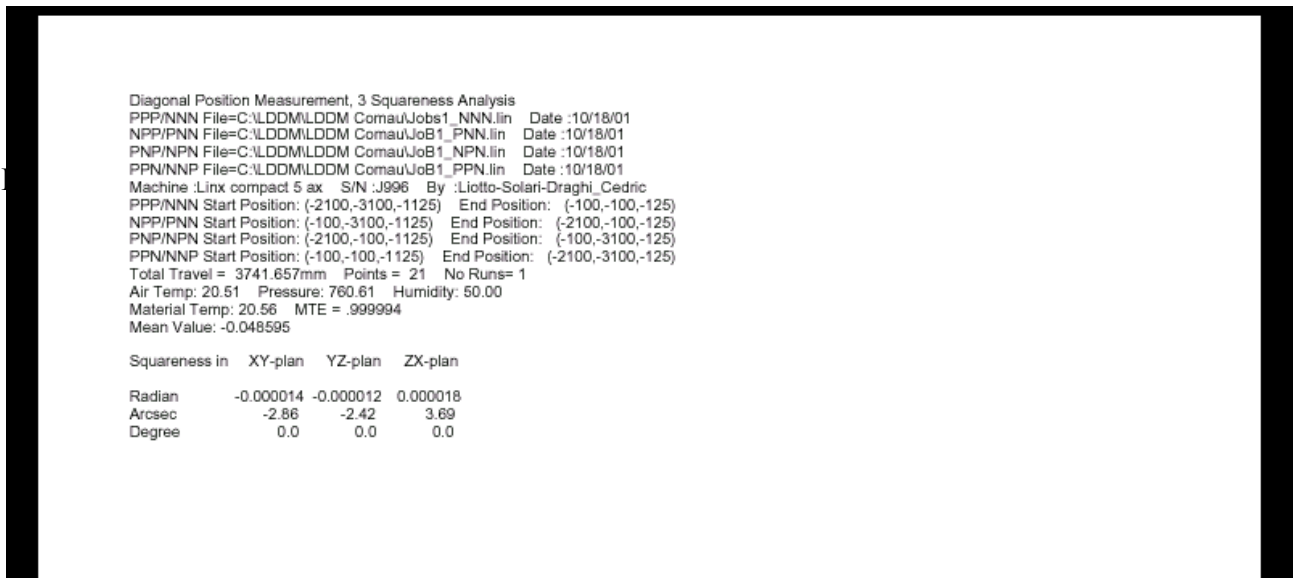 Diagonal Position Measurement, 3 Squareness Analysis
PPP/NNN File=C:\LDDM\LDDM Comau\Jobs1_NNN.lin Date :10/18/01
NPP/PNN File=C:\LDDM\LDDM Comau\JoB1_PNN.lin Date :10/18/01
PNP/NPN File=C:\LDDM\LDDM Comau\JoB1_NPN.lin Date :10/18/01
PPN/NNP File=C:\LDDM\LDDM Comau\JoB1_PPN.lin Date :10/18/01
Machine :Linx compact 5 ax S/N :J996 By :Liotto-Solari-Draghi_Cedric
PPP/NNN Start Position: (-2100,-3100,-1125) End Position: (-100,-100,-125)
NPP/PNN Start Position: (-100,-3100,-1125) End Position: (-2100,-100,-125)
PNP/NPN Start Position: (-2100,-100,-1125) End Position: (-100,-3100,-125)
PPN/NNP Start Position: (-100,-100,-1125) End Position: (-2100,-3100,-125)
Total Travel = 3741.657mm Points = 21 No Runs= 1
Air Temp: 20.51 Pressure: 760.61 Humidity: 50.00
Material Temp: 20.56 MTE = .999994
Mean Value: -0.048595
Squareness in XY-plan YZ-plan ZX-plan
Radian -0.000014 -0.000012 0.000018
Arcsec -2.86 -2.42 3.69
Degree 0.0 0.0 0.0